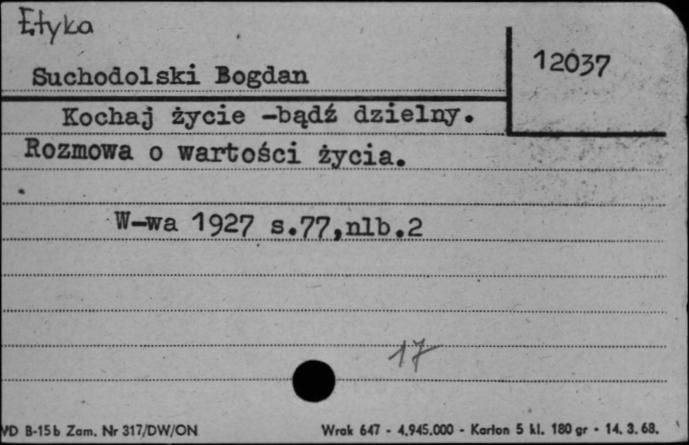 Etyka
12037
Suchodolski Bogdan
Kochaj życie -bądź dzielny.
Rozmowa o wartości życia.
W-wa 1927 s.77,nlb.2
17
VD B-15b Zam. Nr 317/DW/ON Wrak 647 - 4.945.000 - Karton 5 kl. 180 gr - 14. 3. 68.